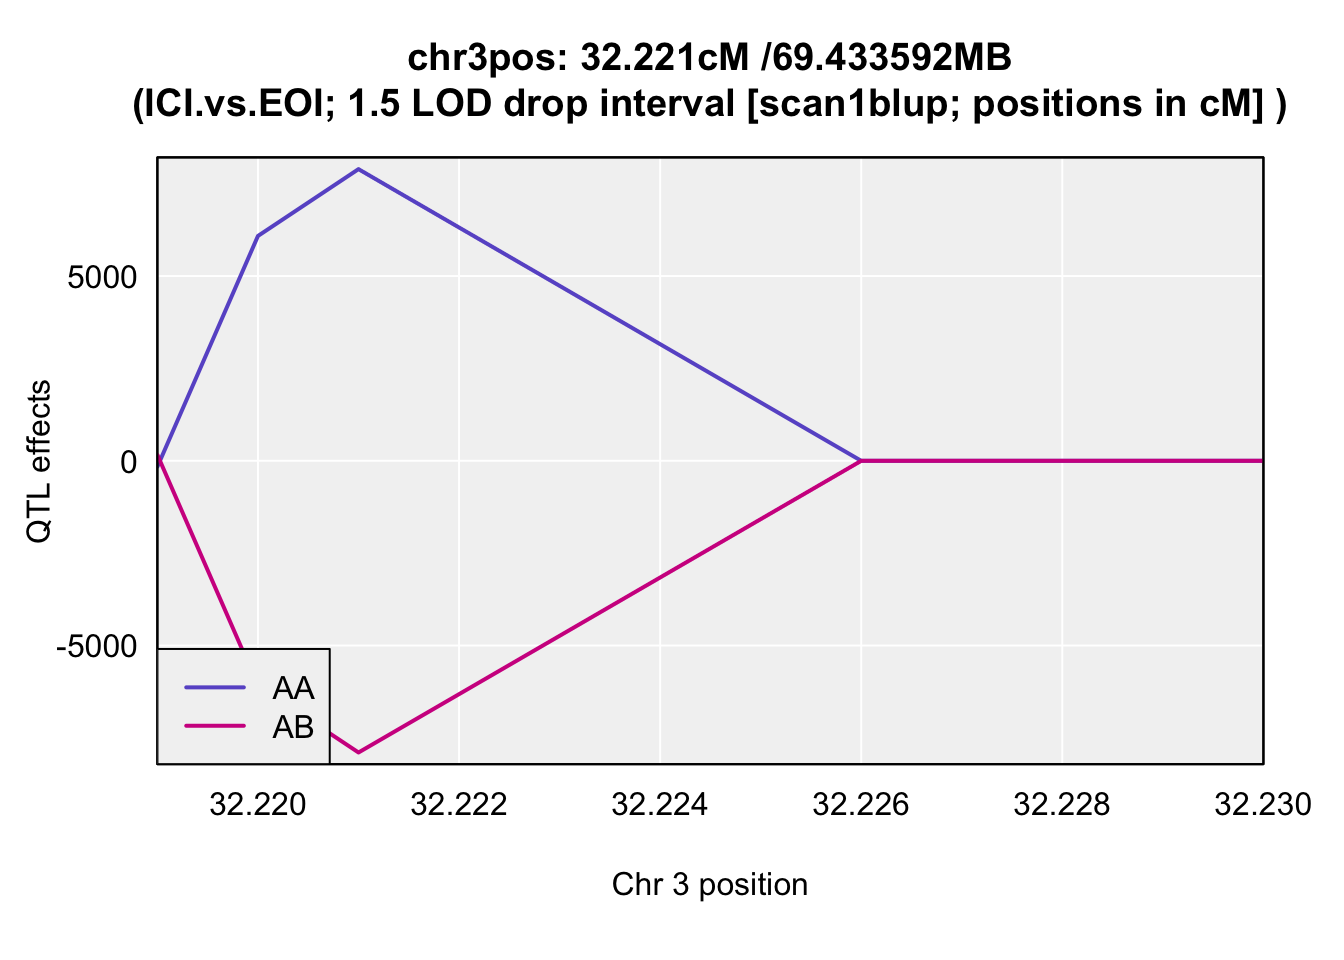 chr3pos: 32.221cM /69.433592MB
(ICI.vs.EOI; 1.5 LOD drop interval [scan1blup; positions in cM] )
QTL effects
5000
0
-5000
AA
AB
32.220 32.222 32.224 32.226 32.228 32.230
Chr 3 position